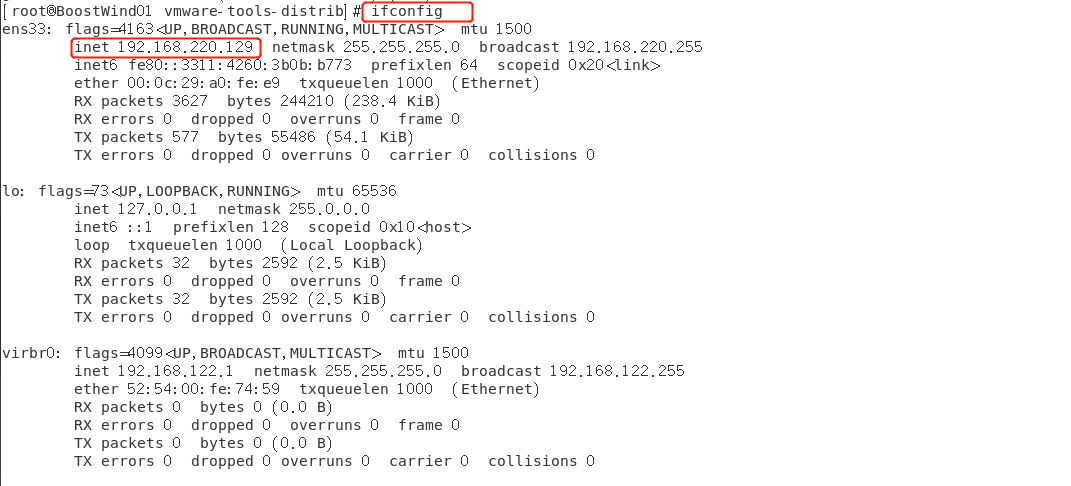 [root@BoostWind01 vmware-tools-distrib]# ifconfig
ens33: flags=4163<UP,BROADCAST,RUNNING,MULTICAST>  mtu 1500
        inet 192.168.220.129  netmask 255.255.255.0  broadcast 192.168.220.255
        inet6 fe80::3311:4260:3b0b:b773  prefixlen 64  scopeid 0x20<link>
        ether 00:0c:29:a0:fe:e9  txqueuelen 1000  (Ethernet)
        RX packets 3627  bytes 244210 (238.4 KiB)
        RX errors 0  dropped 0  overruns 0  frame 0
        TX packets 577  bytes 55486 (54.1 KiB)
        TX errors 0  dropped 0 overruns 0  carrier 0  collisions 0

lo: flags=73<UP,LOOPBACK,RUNNING>  mtu 65536
        inet 127.0.0.1  netmask 255.0.0.0
        inet6 ::1  prefixlen 128  scopeid 0x10<host>
        loop  txqueuelen 1000  (Local Loopback)
        RX packets 32  bytes 2592 (2.5 KiB)
        RX errors 0  dropped 0  overruns 0  frame 0
        TX packets 32  bytes 2592 (2.5 KiB)
        TX errors 0  dropped 0 overruns 0  carrier 0  collisions 0

virbr0: flags=4099<UP,BROADCAST,MULTICAST>  mtu 1500
        inet 192.168.122.1  netmask 255.255.255.0  broadcast 192.168.122.255
        ether 52:54:00:fe:74:59  txqueuelen 1000  (Ethernet)
        RX packets 0  bytes 0 (0.0 B)
        RX errors 0  dropped 0  overruns 0  frame 0
        TX packets 0  bytes 0 (0.0 B)
        TX errors 0  dropped 0 overruns 0  carrier 0  collisions 0